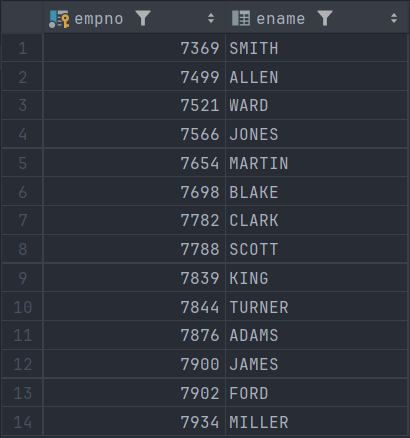 empno ename
1 7369 SMITH
2 7499 ALLEN
3 7521 WARD
4 7566 JONES
5 7654 MARTIN
6 7698 BLAKE
7 7782 CLARK
8 7788 SCOTT
9 7839 KING
10 7844 TURNER
11 7876 ADAMS
12 7900 JAMES
13 7902 FORD
14 7934 MILLER